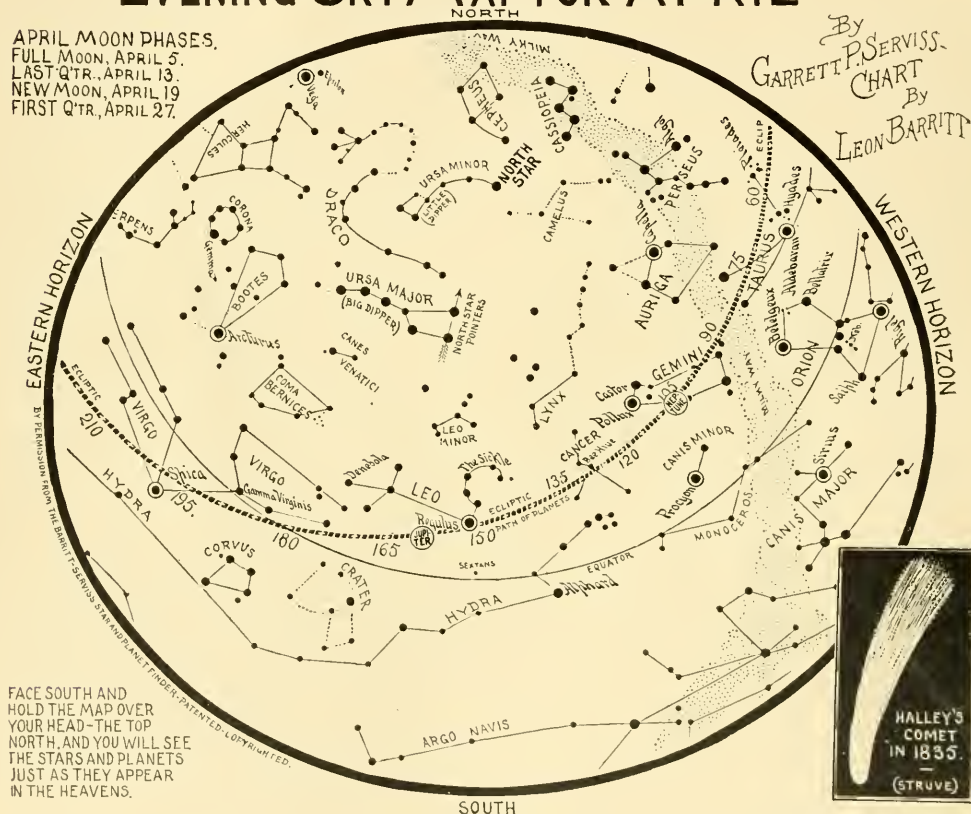 EVENING SKY MAP FOR APRIL
NORTH
APRIL MOON PHASES.
FULL MOON, APRIL 5.
LAST Q'TR., APRIL 13.
NEW MOON, APRIL 19
FIRST Q'TR., APRIL 27.
By
GARRETT P. SERVISS-
CHART
By
LEON BARRITT
MILKY WAY
Vega
CEPHEUS
CASSIOPEIA
HERCULES
Algol
PERSEUS
Pleiades
ECLIP
URSA MINOR
(LITTLE DIPPER)
NORTH STAR
DRACO
CAMELUS
60
Hyades
RPENS
CORONA
Gemma
Capella
AURIGA
75
TAURUS
Aldebaran
Bellatrix
BOOTES
URSA MAJOR
(BIG DIPPER)
NORTH STAR
POINTERS
Betelgeux
Rigel
EASTERN HORIZON
WESTERN HORIZON
Arcturus
CANES
VENATICI
90
GEMINI
ORION
Saiph
MILKY WAY
COMA
BERNICES
Castor
Pollux
105
NEPTUNE
LYNX
ECLIPTIC
210
VIRGO
LEO
MINOR
CANCER
Bee Hive
120
CANIS MINOR
Procyon
Sirius
CANIS MAJOR
Spica
195.
VIRGO
Gamma Virginis
Denebola
LEO
The Sickle
135
ECLIPTIC
PATH OF PLANETS
HYDRA
180
165
JUPITER
Regulus
150
MONOCEROS.
CORVUS
CRATER
SEXTANS
EQUATOR
HYDRA
Alphard
ARGO NAVIS
BY PERMISSION FROM THE BARRITT-SERVISS STAR AND PLANET FINDER-PATENTED-COPYRIGHTED.
FACE SOUTH AND
HOLD THE MAP OVER
YOUR HEAD-THE TOP
NORTH, AND YOU WILL SEE
THE STARS AND PLANETS
JUST AS THEY APPEAR
IN THE HEAVENS.
HALLEY'S
COMET
IN 1835.
(STRUVE)
SOUTH